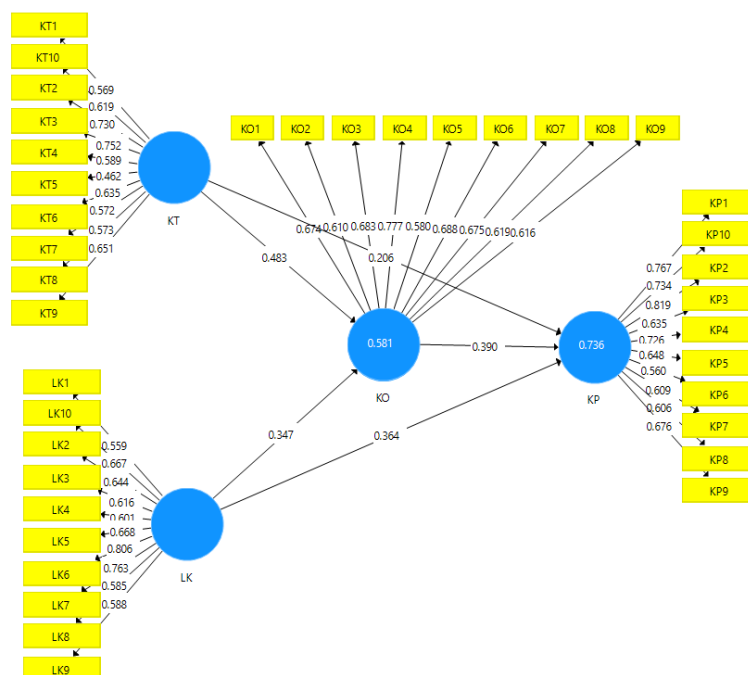 KT1
KT10
KT2
KT3
KT4
KT5
KT6
KT7
KT8
KT9
0.569
0.619
0.730
0.752
0.589
0.462
0.635
0.572
0.573
0.651
KT
KO1 KO2 KO3 KO4 KO5 KO6 KO7 KO8 KO9
0.674 0.610 0.683 0.777 0.580 0.688 0.675 0.619 0.616
0.206
0.483
0.581
KO
0.390
0.347
0.364
0.736
KP
KP1
KP10
KP2
KP3
KP4
KP5
KP6
KP7
KP8
KP9
0.767
0.734
0.819
0.635
0.726
0.648
0.560
0.609
0.606
0.676
LK1
LK10
LK2
LK3
LK4
LK5
LK6
LK7
LK8
LK9
0.559
0.667
0.644
0.616
0.601
0.668
0.806
0.763
0.585
0.588
LK